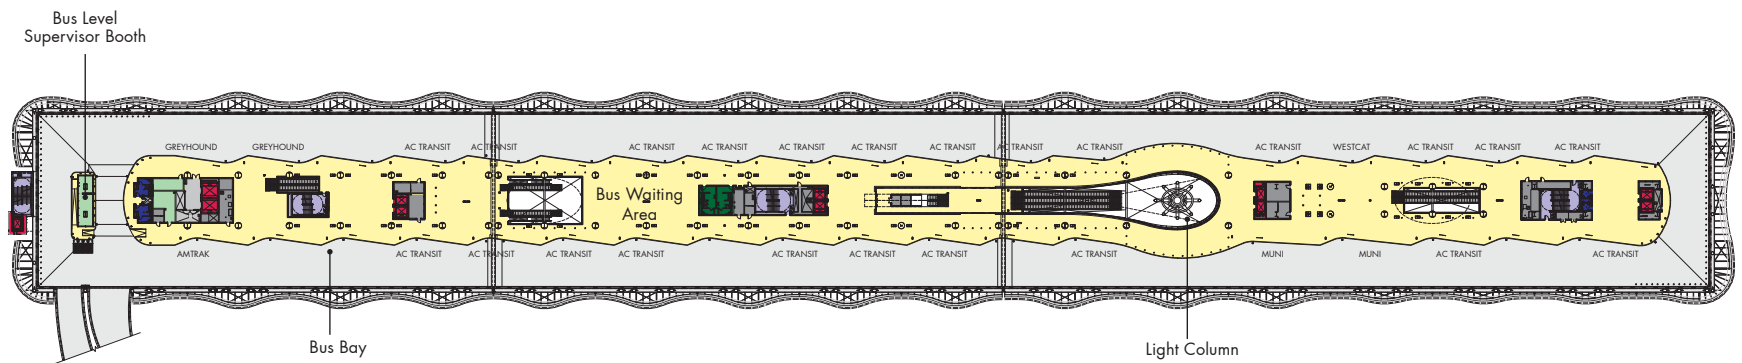 Bus Level
Supervisor Booth
GREYHOUND GREYHOUND AC TRANSIT AC TRANSIT AC TRANSIT AC TRANSIT AC TRANSIT AC TRANSIT AC TRANSIT AC TRANSIT AC TRANSIT AC TRANSIT WESTCAT AC TRANSIT AC TRANSIT AC TRANSIT
Bus Waiting
Area
AMTRAK AC TRANSIT AC TRANSIT AC TRANSIT AC TRANSIT AC TRANSIT AC TRANSIT AC TRANSIT AC TRANSIT MUNI MUNI AC TRANSIT AC TRANSIT
Bus Bay
Light Column